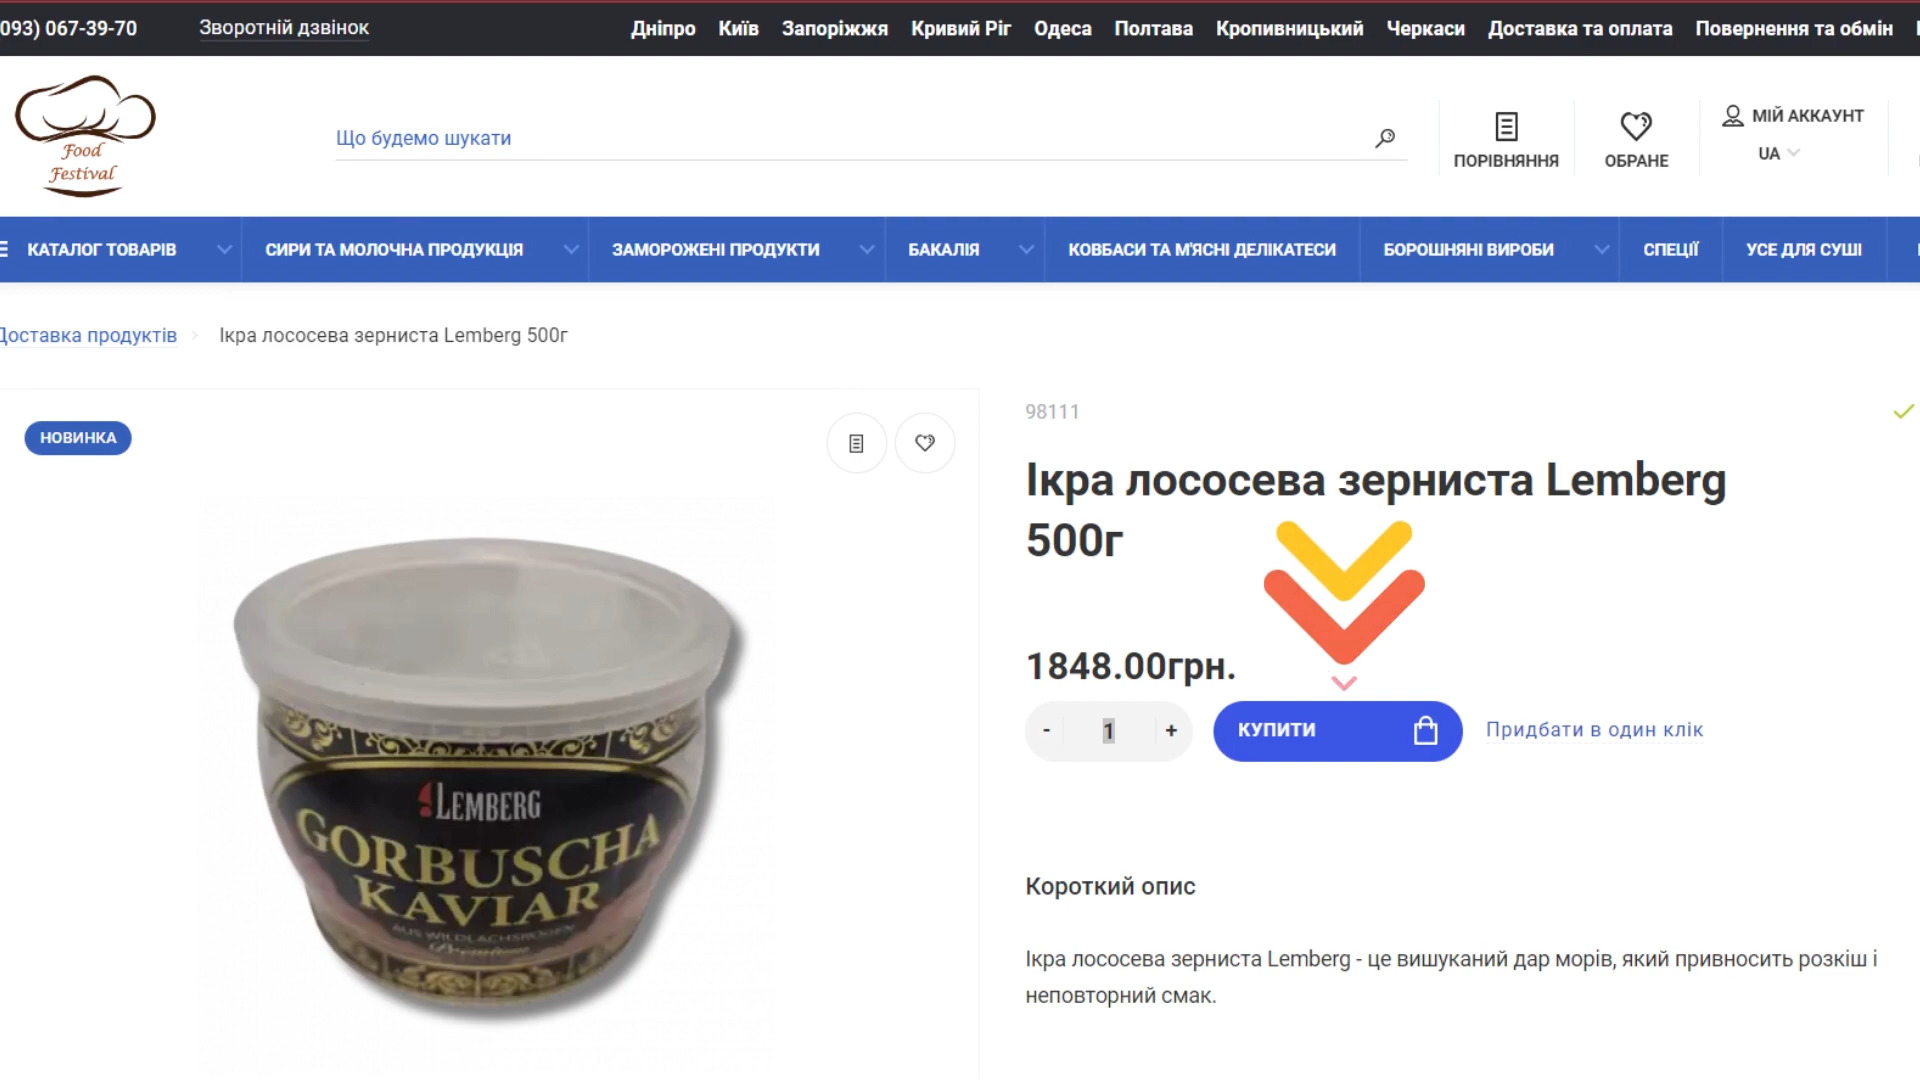 093) 067-39-70
Зворотній дзвінок
Дніпро Київ Запоріжжя Кривий Ріг Одеса Полтава Кропивницький Черкаси Доставка та оплата Повернення та обмін
Food
Festival
Що будемо шукати
ПОРІВНЯННЯ
ОБРАНЕ
МІЙ АККАУНТ
UA
КАТАЛОГ ТОВАРІВ СИРИ ТА МОЛОЧНА ПРОДУКЦІЯ ЗАМОРОЖЕНІ ПРОДУКТИ БАКАЛІЯ КОВБАСИ ТА М'ЯСНІ ДЕЛІКАТЕСИ БОРОШНЯНІ ВИРОБИ СПЕЦІЇ УСЕ ДЛЯ СУШІ
Доставка продуктів Ікра лососева зерниста Lemberg 500г
НОВИНКА
LEMBERG
GORBUSCHA
KAVIAR
AUS WILDLACHSROGEN
Premium
98111
Ікра лососева зерниста Lemberg
500г
1848.00грн.
- 1 +
КУПИТИ
Придбати в один клік
Короткий опис
Ікра лососева зерниста Lemberg - це вишуканий дар морів, який привносить розкіш і
неповторний смак.